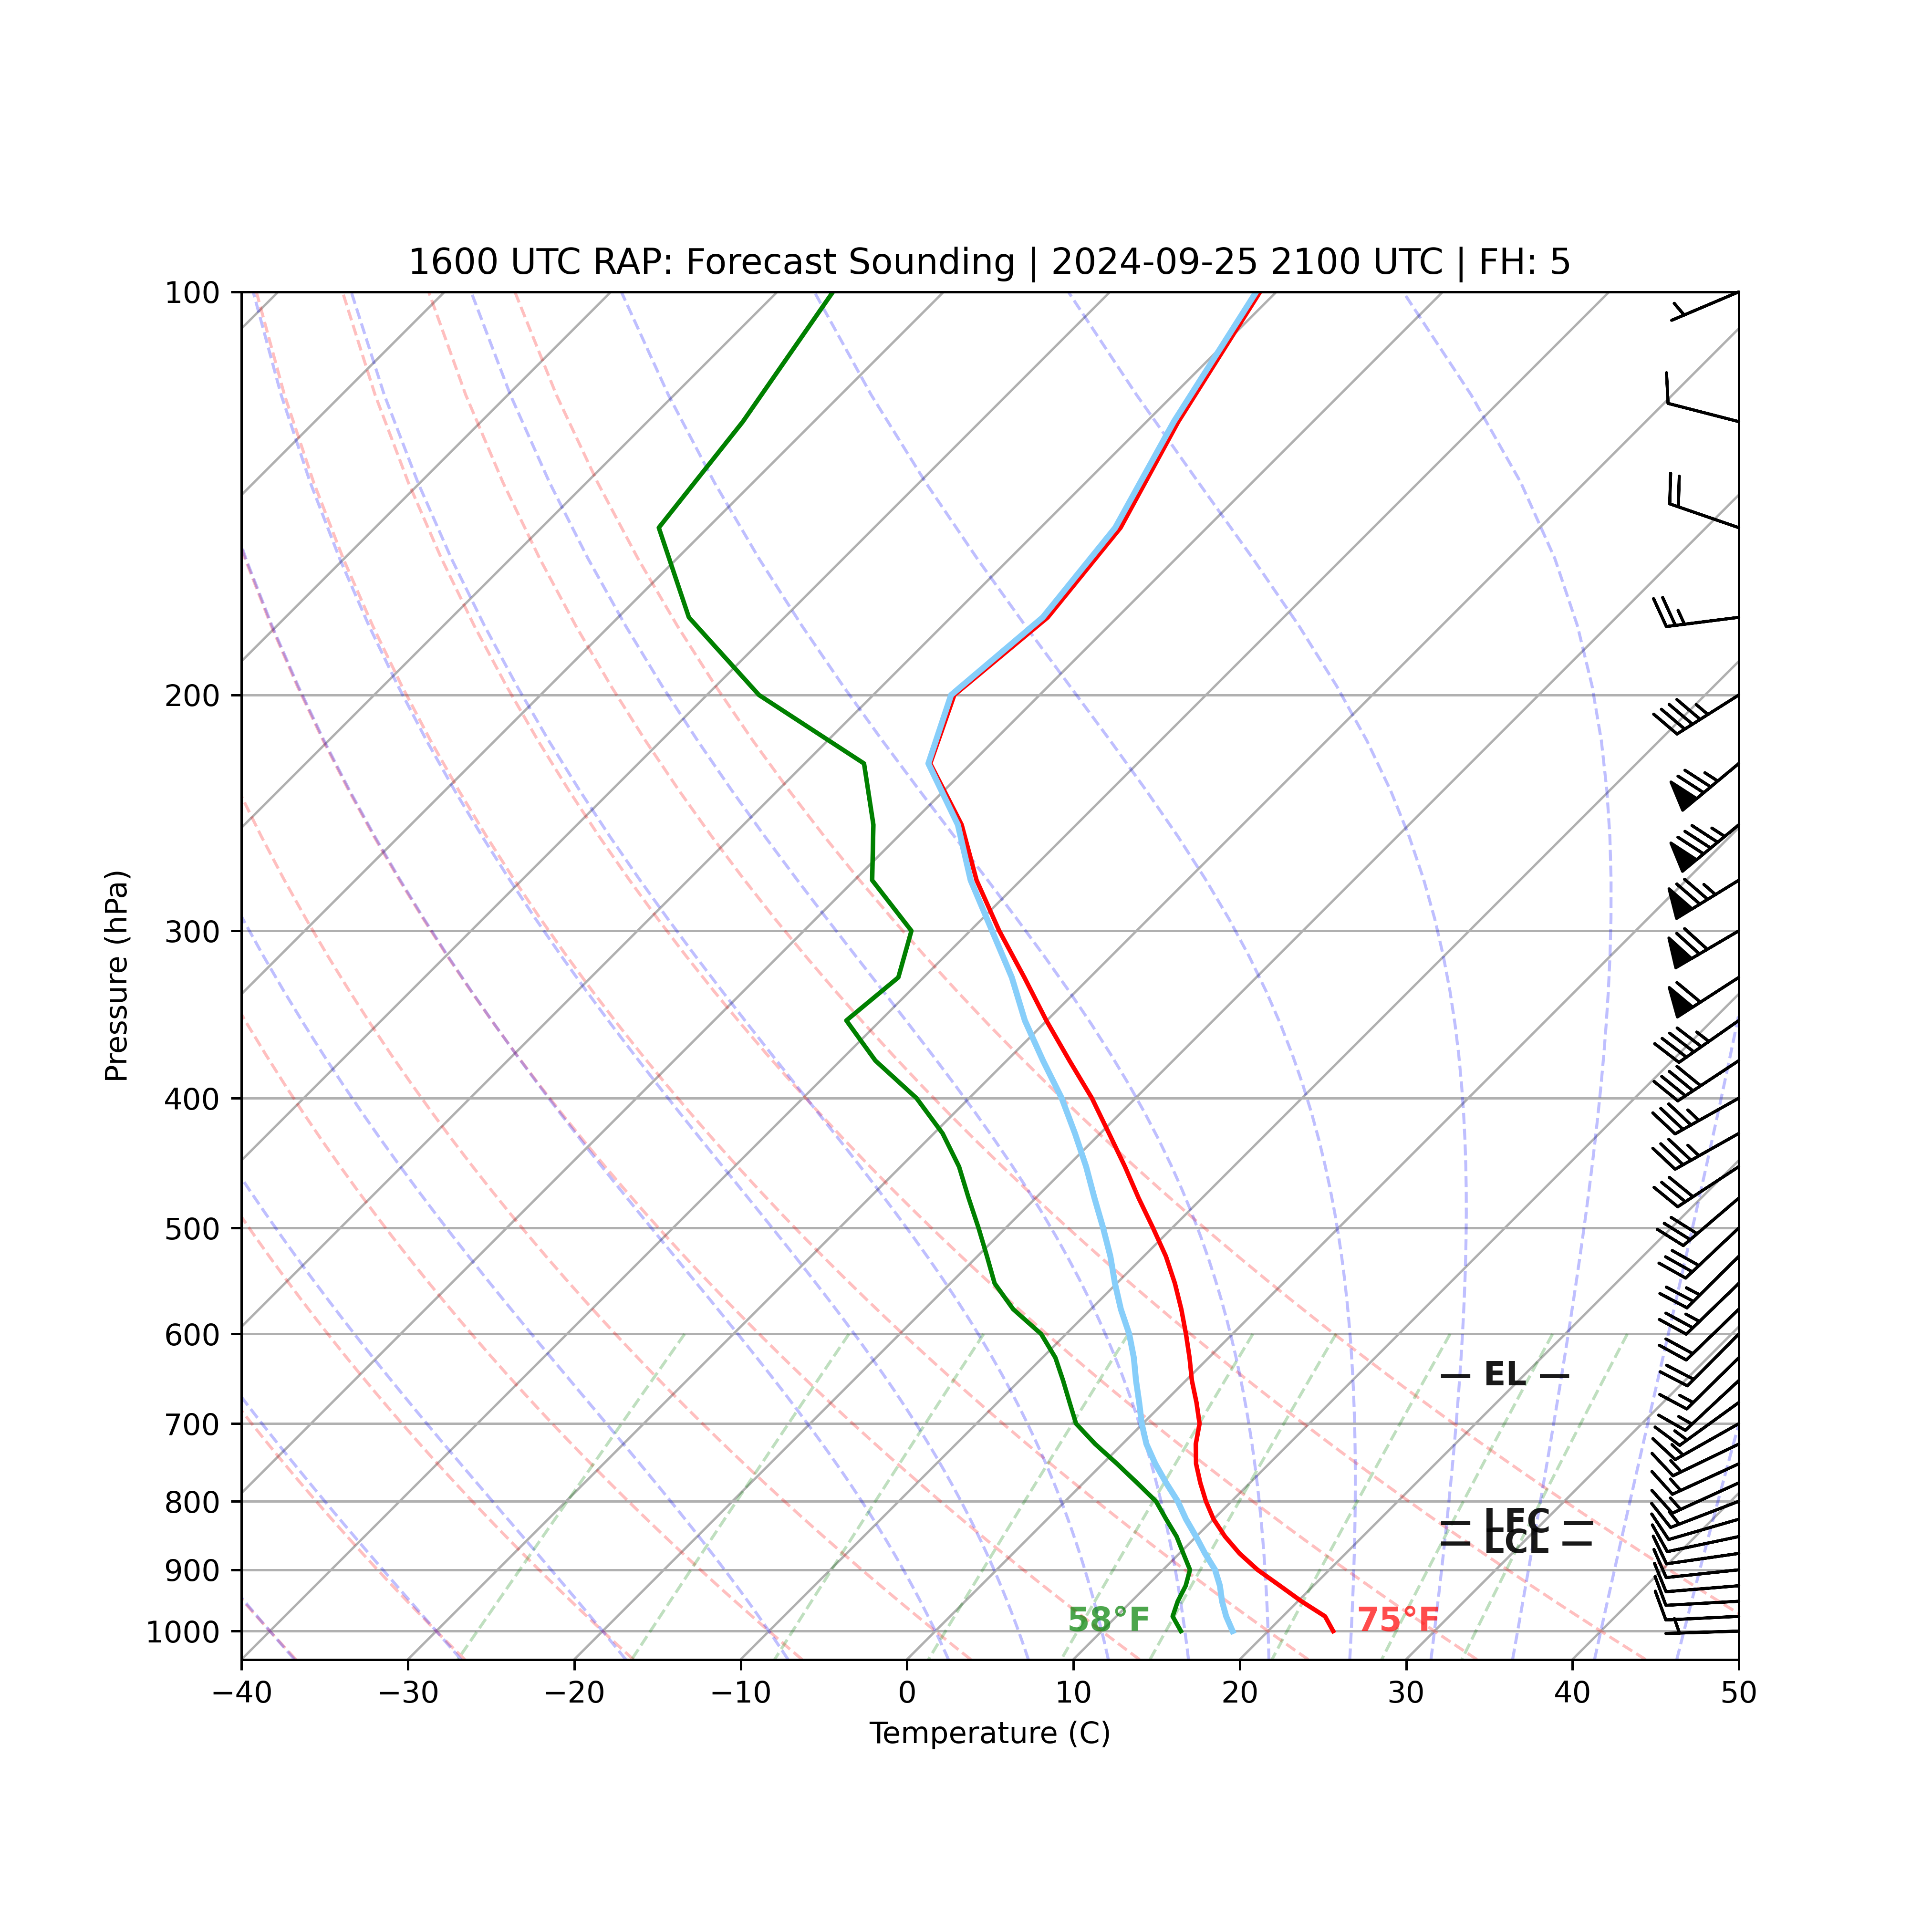 1600 UTC RAP: Forecast Sounding | 2024-09-25 2100 UTC | FH: 5
100
200
300
400
500
600
700
800
900
1000
Pressure (hPa)
— EL —
— LFC —
— LCL —
58°F
75°F
−40 −30 −20 −10 0 10 20 30 40 50
Temperature (C)